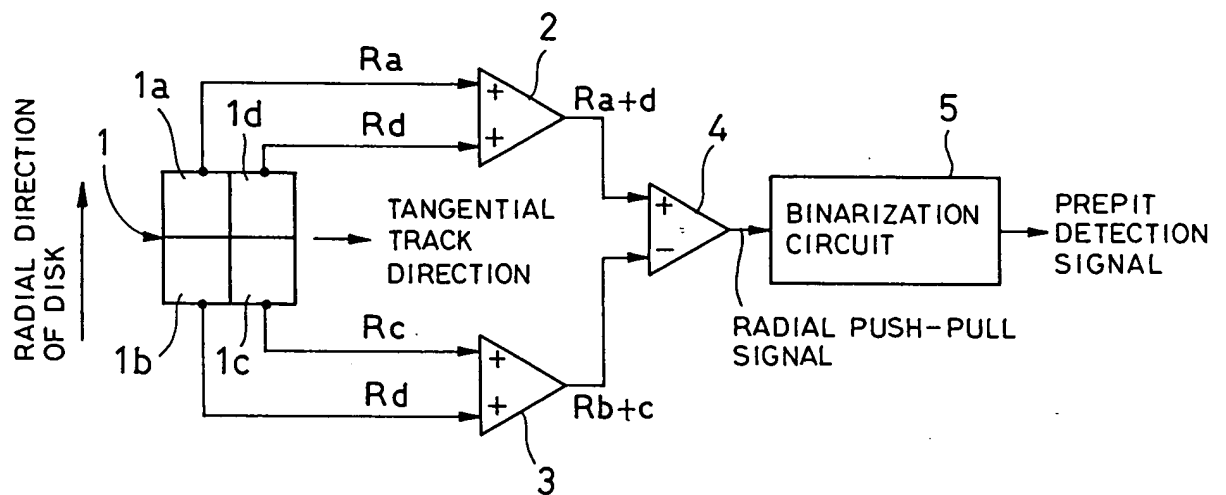 2
Ra
Ra+d
1a
1d
Rd
+
+
4
5
1
RADIAL DIRECTION
OF DISK
TANGENTIAL
TRACK
DIRECTION
+
−
BINARIZATION
CIRCUIT
PREPIT
DETECTION
SIGNAL
RADIAL PUSH-PULL
SIGNAL
1b
1c
Rc
Rd
+
+
Rb+c
3